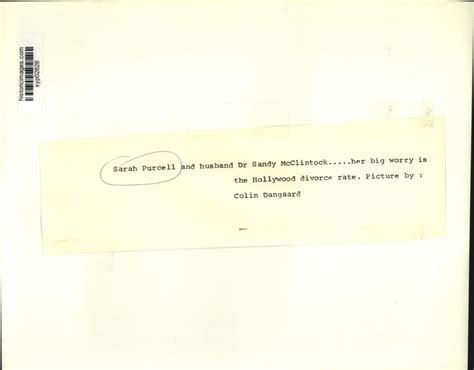 historicimages.com
syp02626
Sarah Purcell and husband Dr Sandy McClintock.....her big worry is
the Hollywood divorce rate. Picture by :
Colin Dangaard